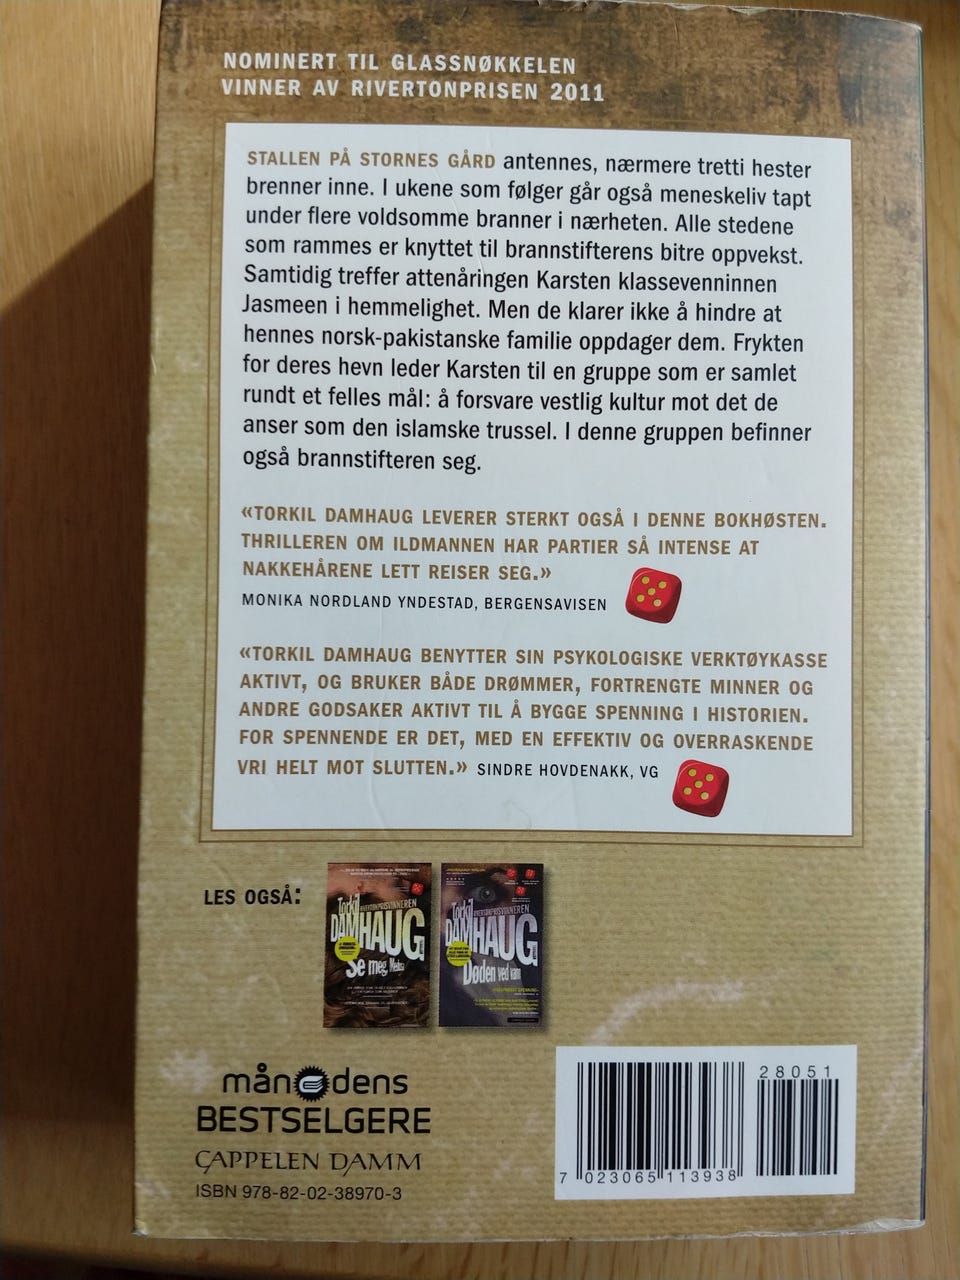 NOMINERT TIL GLASSNØKKELEN
VINNER AV RIVERTONPRISEN 2011
STALLEN PÅ STORNES GÅRD antennes, nærmere tretti hester
brenner inne. I ukene som følger går også meneskeliv tapt
under flere voldsomme branner i nærheten. Alle stedene
som rammes er knyttet til brannstifterens bitre oppvekst.
Samtidig treffer attenåringen Karsten klassevenninnen
Jasmeen i hemmelighet. Men de klarer ikke å hindre at
hennes norsk-pakistanske familie oppdager dem. Frykten
for deres hevn leder Karsten til en gruppe som er samlet
rundt et felles mål: å forsvare vestlig kultur mot det de
anser som den islamske trussel. I denne gruppen befinner
også brannstifteren seg.
«TORKIL DAMHAUG LEVERER STERKT OGSÅ I DENNE BOKHØSTEN.
THRILLEREN OM ILDMANNEN HAR PARTIER SÅ INTENSE AT
NAKKEHÅRENE LETT REISER SEG.»
MONIKA NORDLAND YNDESTAD, BERGENSAVISEN
«TORKIL DAMHAUG BENYTTER SIN PSYKOLOGISKE VERKTØYKASSE
AKTIVT, OG BRUKER BÅDE DRØMMER, FORTRENGTE MINNER OG
ANDRE GODSAKER AKTIVT TIL Å BYGGE SPENNING I HISTORIEN.
FOR SPENNENDE ER DET, MED EN EFFEKTIV OG OVERRASKENDE
VRI HELT MOT SLUTTEN.» SINDRE HOVDENAKK, VG
LES OGSÅ:
Torkil RIVERTONPRISVINNEREN
DAMHAUG
Se meg, Medusa
Torkil RIVERTONPRISVINNEREN
DAMHAUG
Døden ved vann
månedens
BESTSELGERE
CAPPELEN DAMM
ISBN 978-82-02-38970-3
28051
7 023065 113938